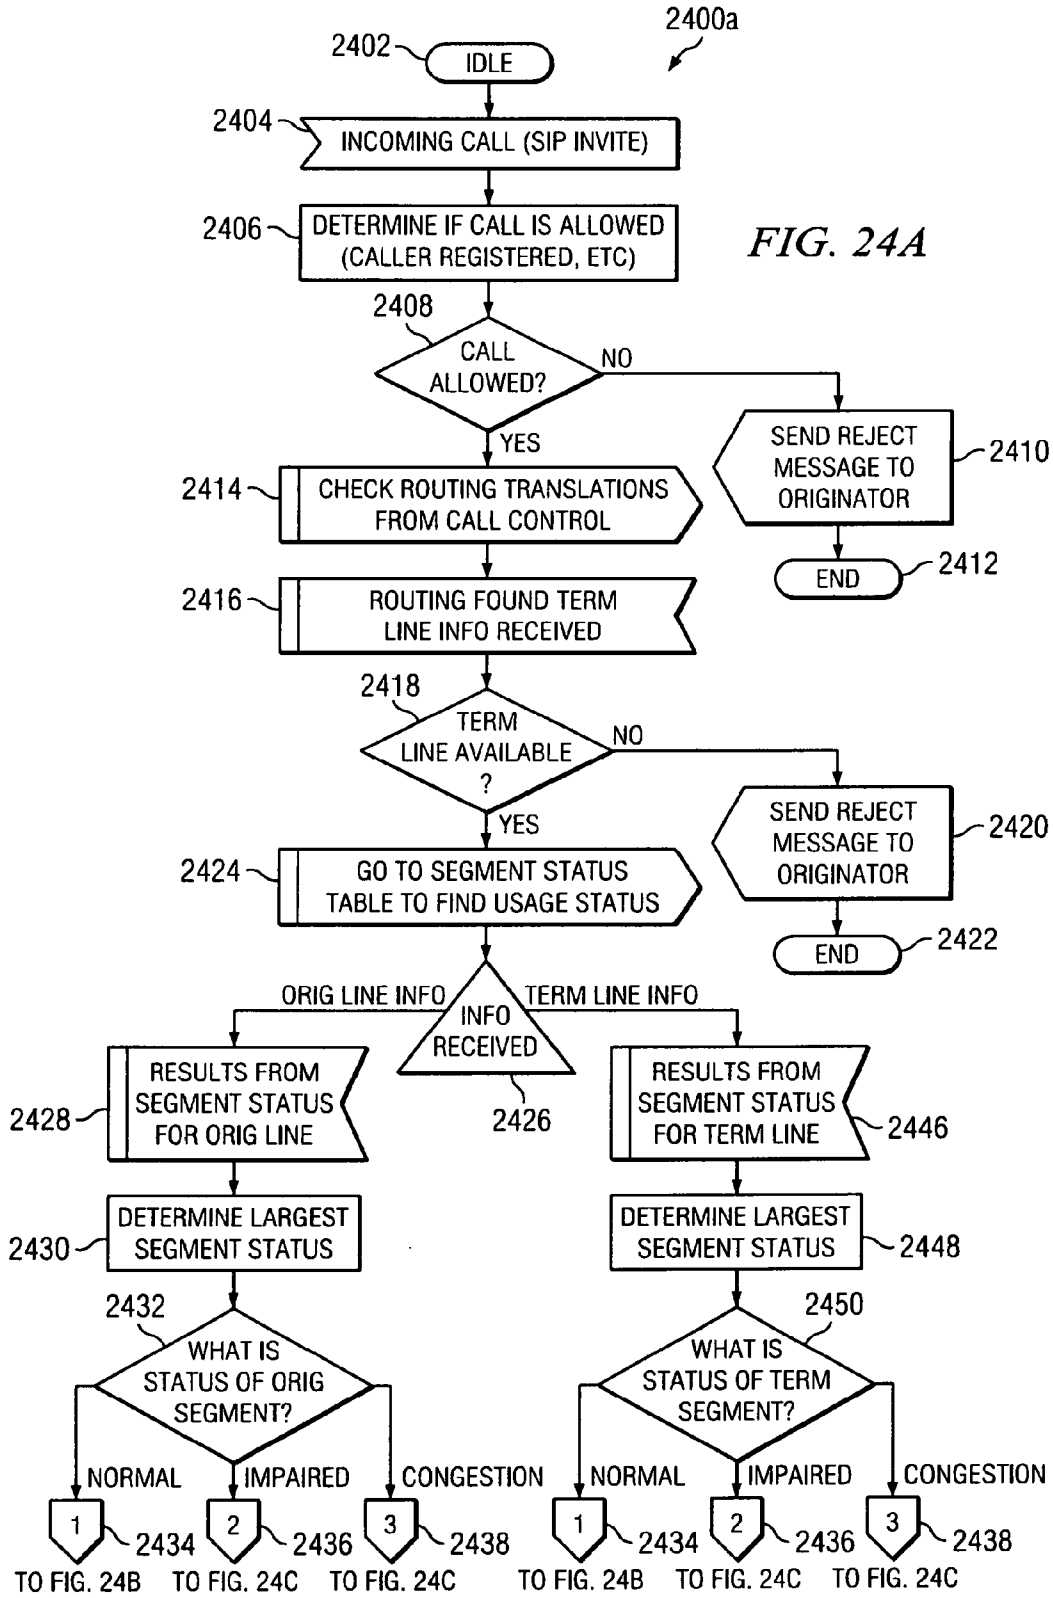 2400a
2402
IDLE
2404
INCOMING CALL (SIP INVITE)
2406
DETERMINE IF CALL IS ALLOWED
(CALLER REGISTERED, ETC)
FIG. 24A
2408
CALL
ALLOWED?
NO
YES
SEND REJECT
MESSAGE TO
ORIGINATOR
2410
2414
CHECK ROUTING TRANSLATIONS
FROM CALL CONTROL
END
2412
2416
ROUTING FOUND TERM
LINE INFO RECEIVED
2418
TERM
LINE AVAILABLE
?
NO
YES
SEND REJECT
MESSAGE TO
ORIGINATOR
2420
2424
GO TO SEGMENT STATUS
TABLE TO FIND USAGE STATUS
END
2422
ORIG LINE INFO
TERM LINE INFO
INFO
RECEIVED
2426
2428
RESULTS FROM
SEGMENT STATUS
FOR ORIG LINE
RESULTS FROM
SEGMENT STATUS
FOR TERM LINE
2446
2430
DETERMINE LARGEST
SEGMENT STATUS
DETERMINE LARGEST
SEGMENT STATUS
2448
2432
WHAT IS
STATUS OF ORIG
SEGMENT?
2450
WHAT IS
STATUS OF TERM
SEGMENT?
NORMAL
IMPAIRED
CONGESTION
NORMAL
IMPAIRED
CONGESTION
1
2434
2
2436
3
2438
1
2434
2
2436
3
2438
TO FIG. 24B
TO FIG. 24C
TO FIG. 24C
TO FIG. 24B
TO FIG. 24C
TO FIG. 24C